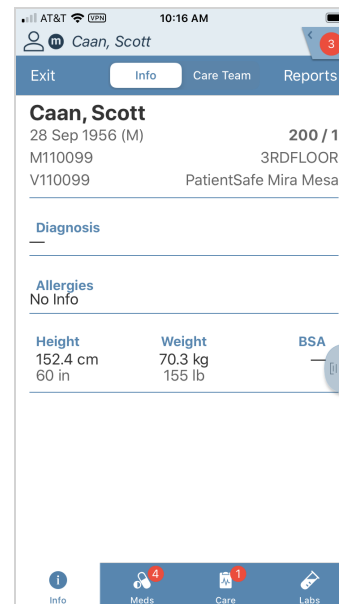 AT&T VPN 10:16 AM
m Caan, Scott
3
Exit Info Care Team Reports
Caan, Scott
28 Sep 1956 (M) 200 / 1
M110099 3RDFLOOR
V110099 PatientSafe Mira Mesa
Diagnosis
—
Allergies
No Info
Height Weight BSA
152.4 cm 70.3 kg —
60 in 155 lb
4 1
Info Meds Care Labs